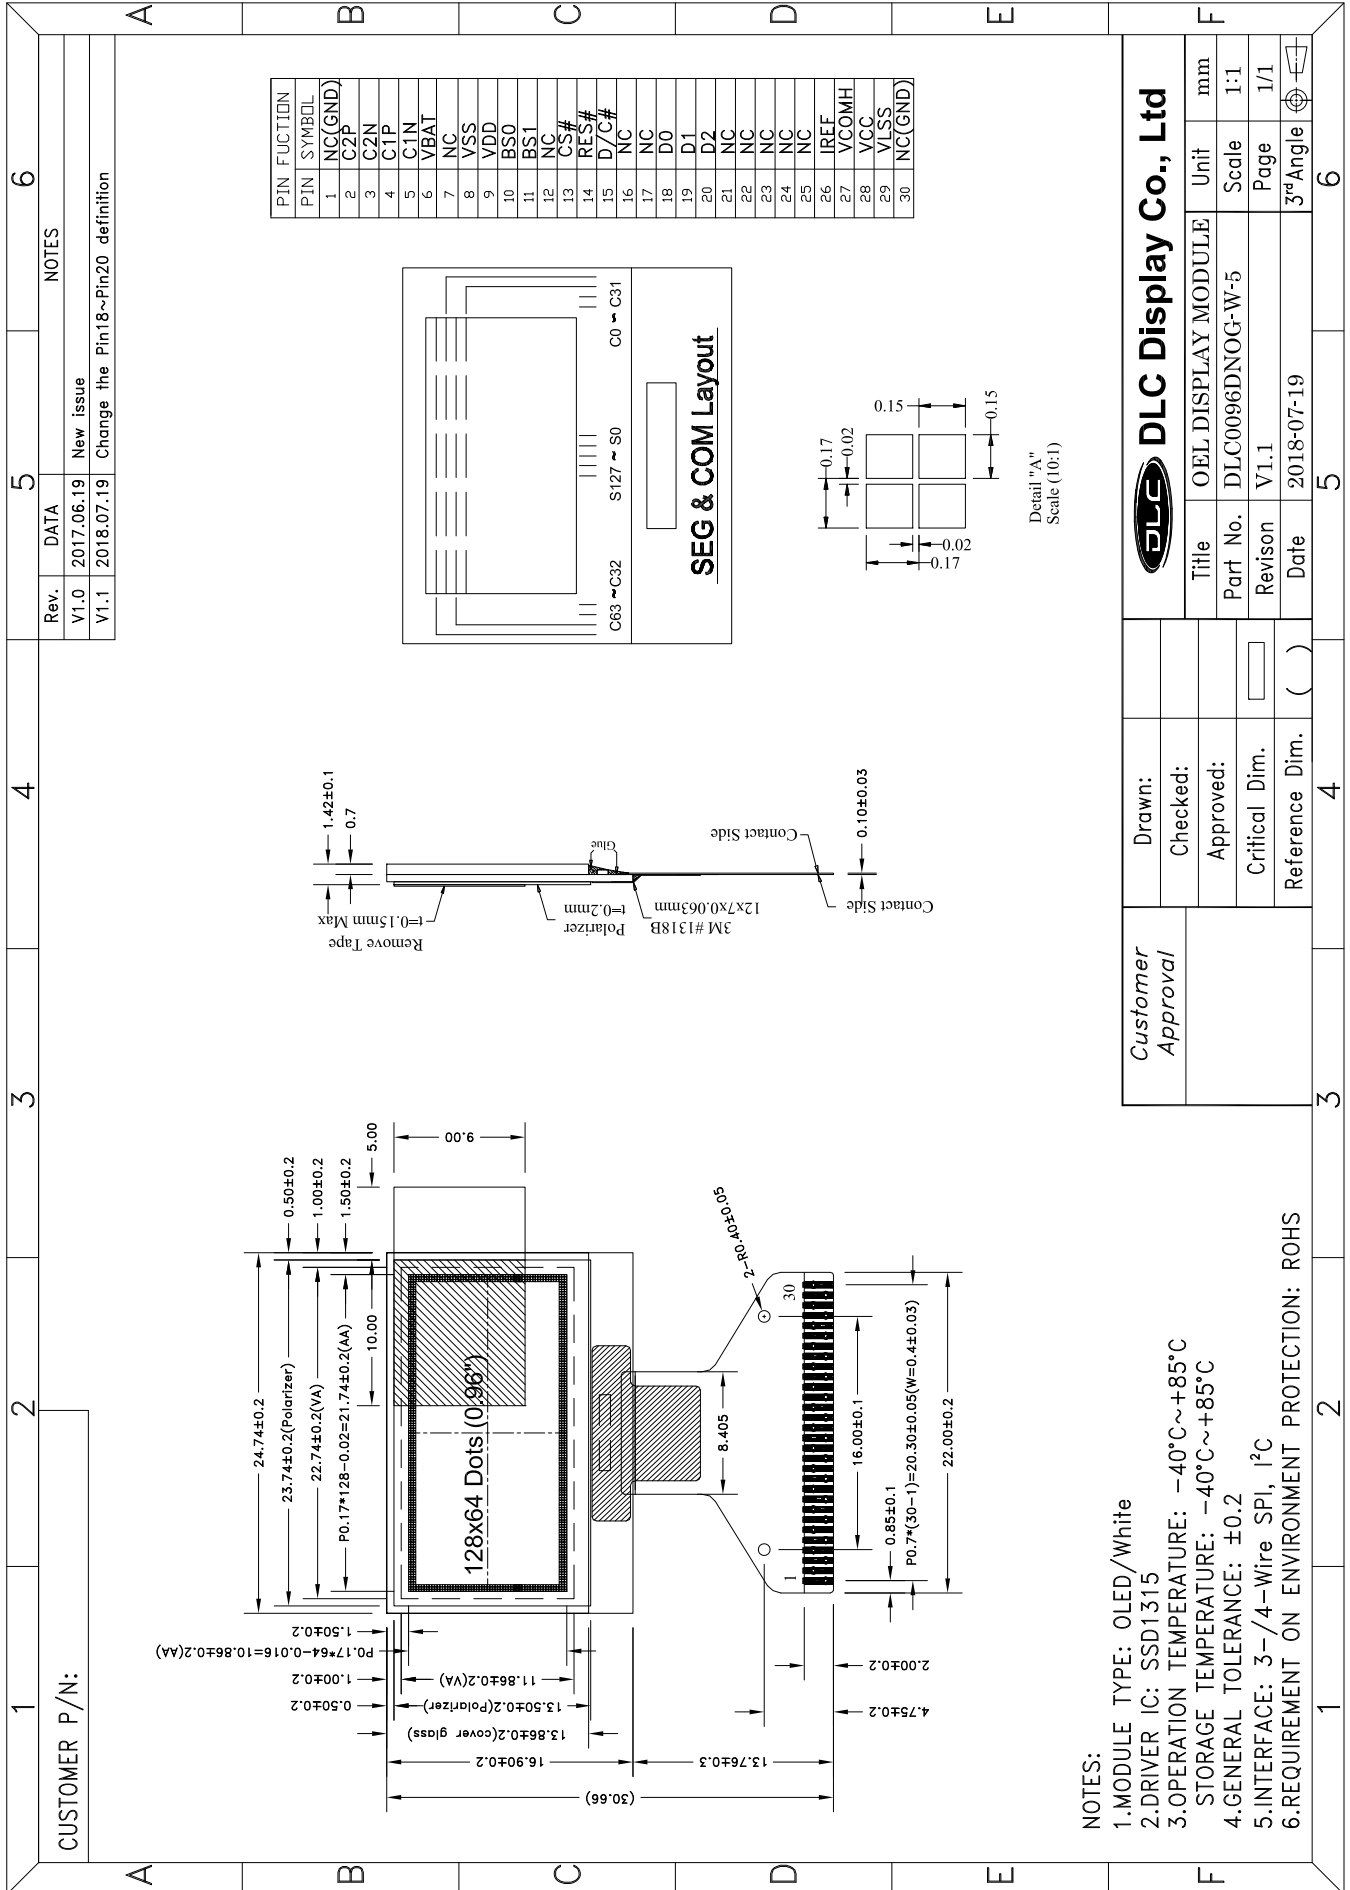 1 2 3 4 5 6
A
B
C
D
E
F
CUSTOMER P/N:
Rev. DATA NOTES
V1.0 2017.06.19 New issue
V1.1 2018.07.19 Change the Pin18~Pin20 definition
24.74±0.2
23.74±0.2(Polarizer)
22.74±0.2(VA)
P0.17*128-0.02=21.74±0.2(AA)
10.00
0.50±0.2
1.00±0.2
1.50±0.2
5.00
9.00
1.50±0.2
P0.17*64-0.016=10.86±0.2(AA)
1.00±0.2
11.86±0.2(VA)
0.50±0.2
13.50±0.2(Polarizer)
13.86±0.2(cover glass)
16.90±0.2
13.76±0.3
(30.66)
128x64 Dots (0.96")
8.405
2-R0.40±0.05
1
30
16.00±0.1
0.85±0.1
P0.7*(30-1)=20.30±0.05(W=0.4±0.03)
22.00±0.2
2.00±0.2
4.75±0.2
1.42±0.1
0.7
Remove Tape
t=0.15mm Max
Polarizer
t=0.2mm
3M #1318B
12x7x0.063mm
Glue
Contact Side
Contact Side
0.10±0.03
C63 ~C32
S127 ~ S0
C0 ~ C31
SEG & COM Layout
0.17
0.02
0.15
0.15
0.02
0.17
Detail "A"
Scale (10:1)
PIN FUCTION
PIN SYMBOL
1 NC(GND)
2 C2P
3 C2N
4 C1P
5 C1N
6 VBAT
7 NC
8 VSS
9 VDD
10 BS0
11 BS1
12 NC
13 CS#
14 RES#
15 D/C#
16 NC
17 NC
18 D0
19 D1
20 D2
21 NC
22 NC
23 NC
24 NC
25 NC
26 IREF
27 VCOMH
28 VCC
29 VLSS
30 NC(GND)
NOTES:
1.MODULE TYPE: OLED/White
2.DRIVER IC: SSD1315
3.OPERATION TEMPERATURE: -40°C~+85°C
STORAGE TEMPERATURE: -40°C~+85°C
4.GENERAL TOLERANCE: ±0.2
5.INTERFACE: 3-/4-Wire SPI, I²C
6.REQUIREMENT ON ENVIRONMENT PROTECTION: ROHS
Customer
Approval
Drawn:
Checked:
Approved:
Critical Dim.
Reference Dim. ( )
DLC DLC Display Co., Ltd
Title OEL DISPLAY MODULE Unit mm
Part No. DLC0096DNOG-W-5 Scale 1:1
Revison V1.1 Page 1/1
Date 2018-07-19 3rd Angle
A
B
C
D
E
F
1 2 3 4 5 6